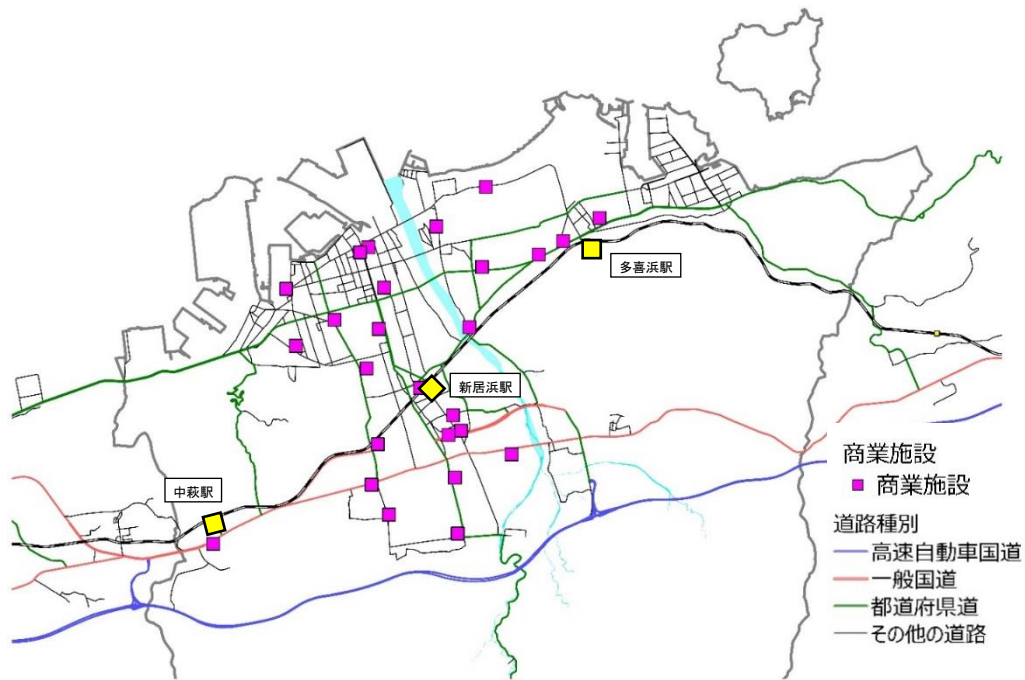 多喜浜駅
新居浜駅
中萩駅
商業施設
商業施設
道路種別
高速自動車国道
一般国道
都道府県道
その他の道路